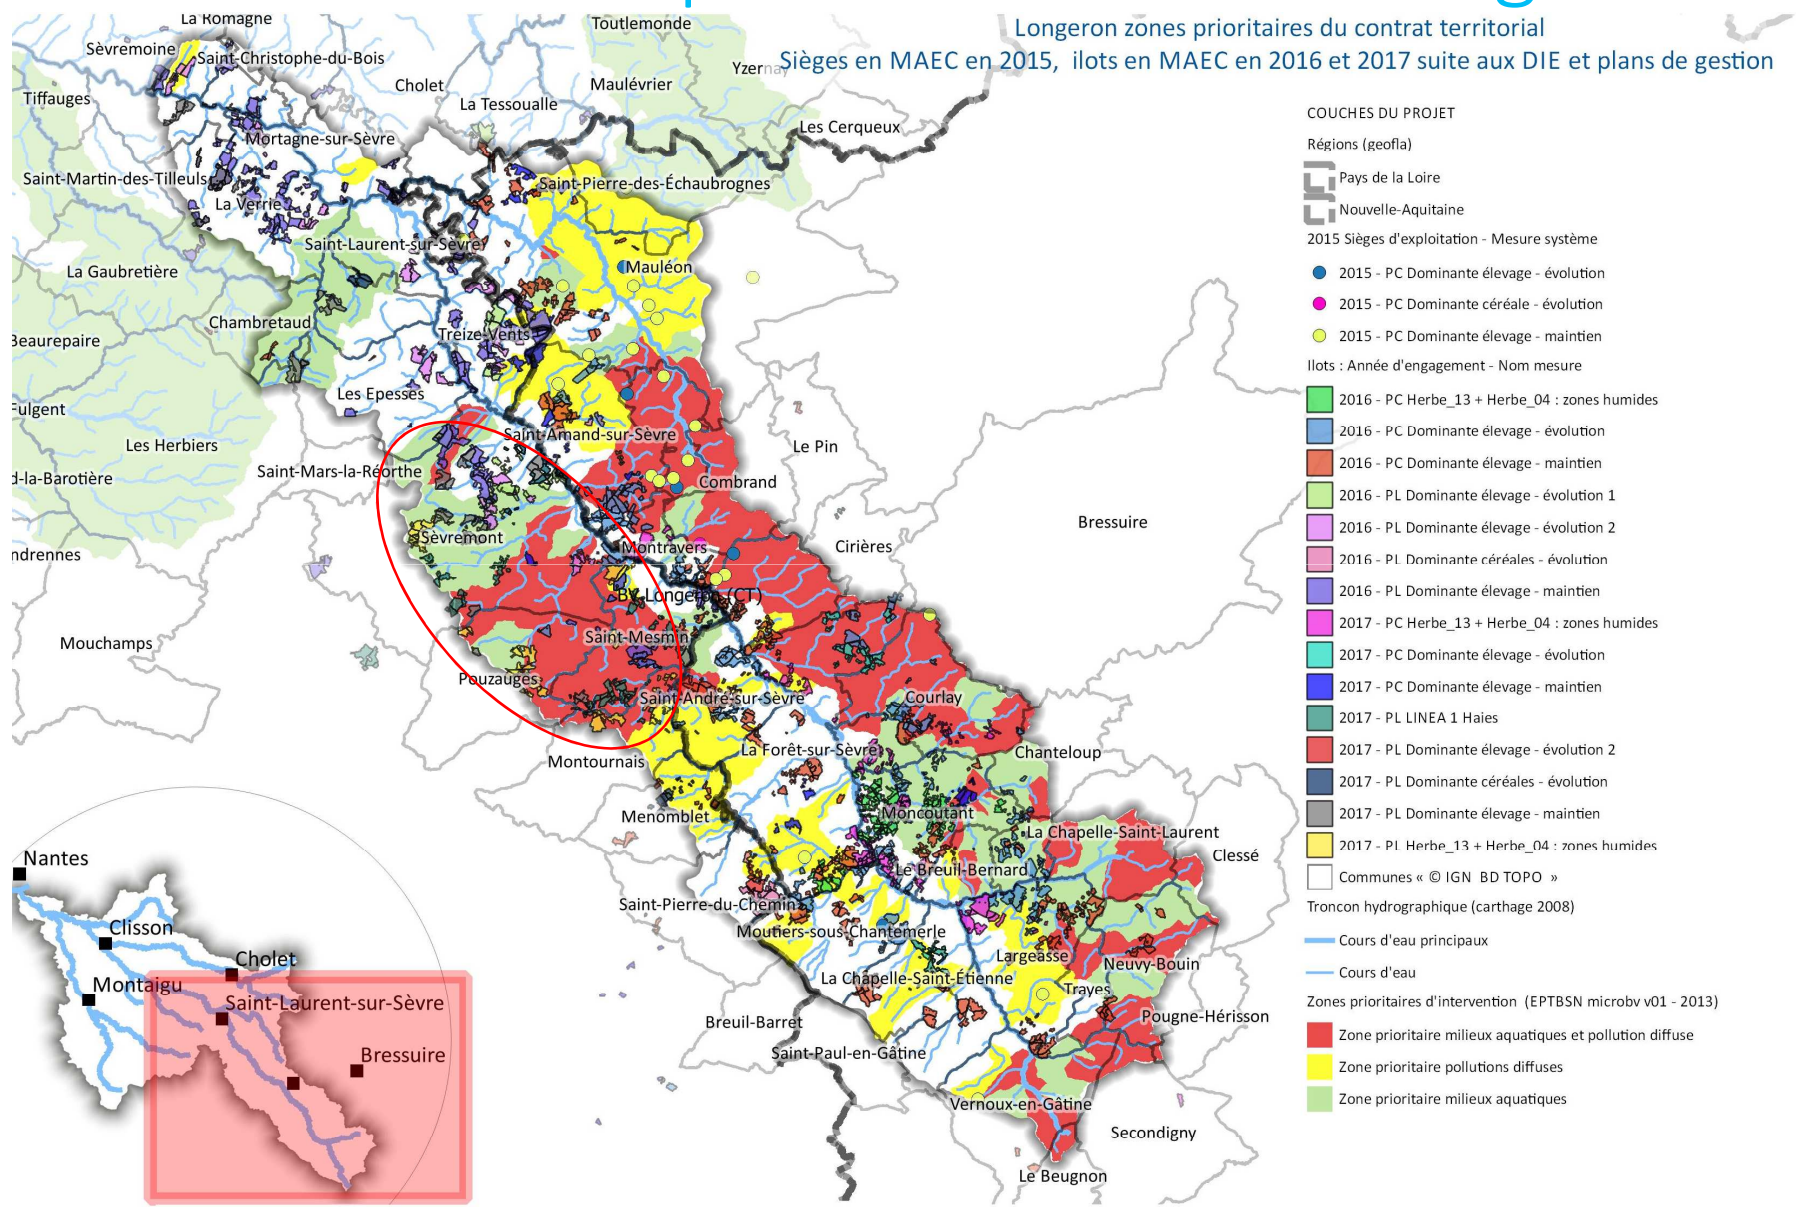 Longeron zones prioritaires du contrat territorial
Sièges en MAEC en 2015, ilots en MAEC en 2016 et 2017 suite aux DIE et plans de gestion
La Romagne
Toutlemonde
Sèvremoine
Saint-Christophe-du-Bois
Yzernay
Cholet
Maulévrier
Tiffauges
La Tessoualle
Les Cerqueux
Mortagne-sur-Sèvre
Saint-Martin-des-Tilleuls
Saint-Pierre-des-Échaubrognes
La Verrie
Saint-Laurent-sur-Sèvre
La Gaubretière
Mauléon
Chambretaud
Treize-Vents
Beaurepaire
Les Epesses
Fulgent
Saint-Amand-sur-Sèvre
Les Herbiers
Le Pin
Saint-Mars-la-Réorthe
d-la-Barotière
Combrand
Bressuire
Sèvremont
Montravers
Cirières
ndrennes
BV Longeron (CT)
Mouchamps
Saint-Mesmin
Pouzauges
Saint-André-sur-Sèvre
Courlay
La Forêt-sur-Sèvre
Chanteloup
Montournais
Menomblet
Moncoutant
La Chapelle-Saint-Laurent
Clessé
Le Breuil-Bernard
Saint-Pierre-du-Chemin
Moutiers-sous-Chantemerle
Largeasse
Neuvy-Bouin
La Chapelle-Saint-Étienne
Trayes
Breuil-Barret
Pougne-Hérisson
Saint-Paul-en-Gâtine
Vernoux-en-Gâtine
Secondigny
Le Beugnon
Nantes
Clisson
Cholet
Montaigu
Saint-Laurent-sur-Sèvre
Bressuire
COUCHES DU PROJET
Régions (geofla)
Pays de la Loire
Nouvelle-Aquitaine
2015 Sièges d'exploitation - Mesure système
2015 - PC Dominante élevage - évolution
2015 - PC Dominante céréale - évolution
2015 - PC Dominante élevage - maintien
Ilots : Année d'engagement - Nom mesure
2016 - PC Herbe_13 + Herbe_04 : zones humides
2016 - PC Dominante élevage - évolution
2016 - PC Dominante élevage - maintien
2016 - PL Dominante élevage - évolution 1
2016 - PL Dominante élevage - évolution 2
2016 - PL Dominante céréales - évolution
2016 - PL Dominante élevage - maintien
2017 - PC Herbe_13 + Herbe_04 : zones humides
2017 - PC Dominante élevage - évolution
2017 - PC Dominante élevage - maintien
2017 - PL LINEA 1 Haies
2017 - PL Dominante élevage - évolution 2
2017 - PL Dominante céréales - évolution
2017 - PL Dominante élevage - maintien
2017 - PL Herbe_13 + Herbe_04 : zones humides
Communes « © IGN BD TOPO »
Troncon hydrographique (carthage 2008)
Cours d'eau principaux
Cours d'eau
Zones prioritaires d'intervention (EPTBSN microbv v01 - 2013)
Zone prioritaire milieux aquatiques et pollution diffuse
Zone prioritaire pollutions diffuses
Zone prioritaire milieux aquatiques